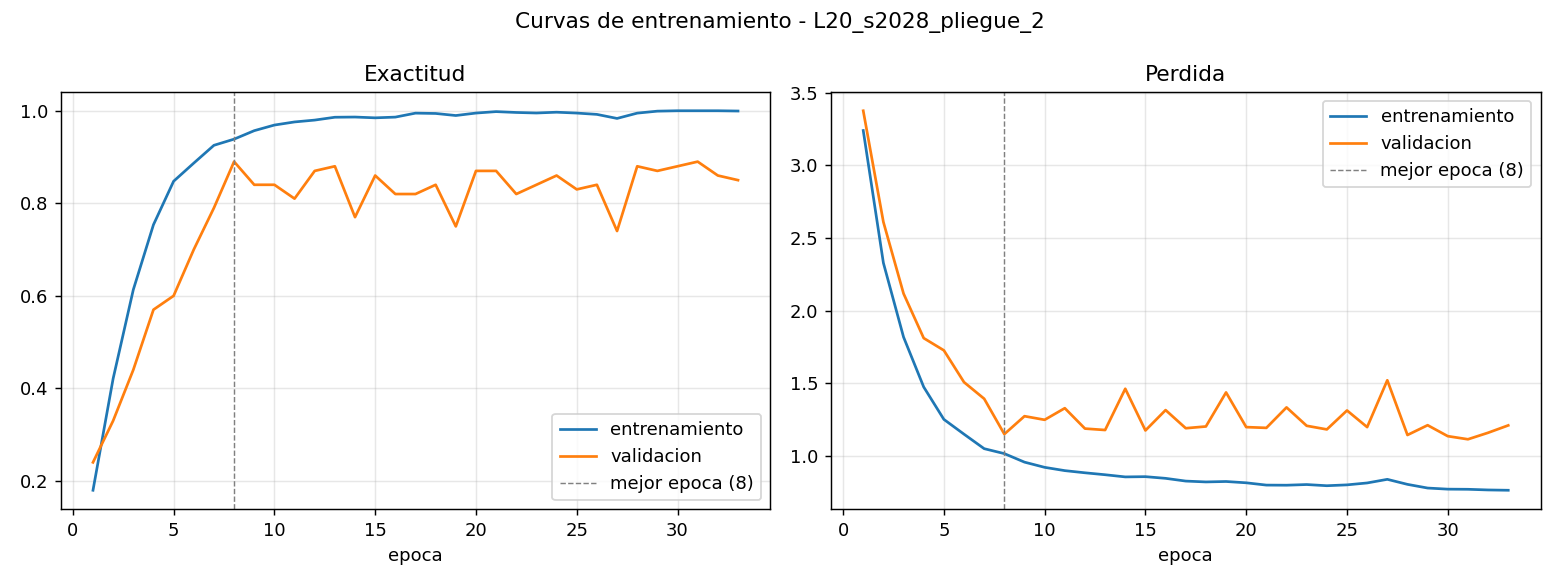 Curvas de entrenamiento - L20_s2028_pliegue_2
Exactitud
1.0
0.8
0.6
0.4
0.2
0 5 10 15 20 25 30
epoca
entrenamiento
validacion
mejor epoca (8)
Perdida
3.5
3.0
2.5
2.0
1.5
1.0
0 5 10 15 20 25 30
epoca
entrenamiento
validacion
mejor epoca (8)